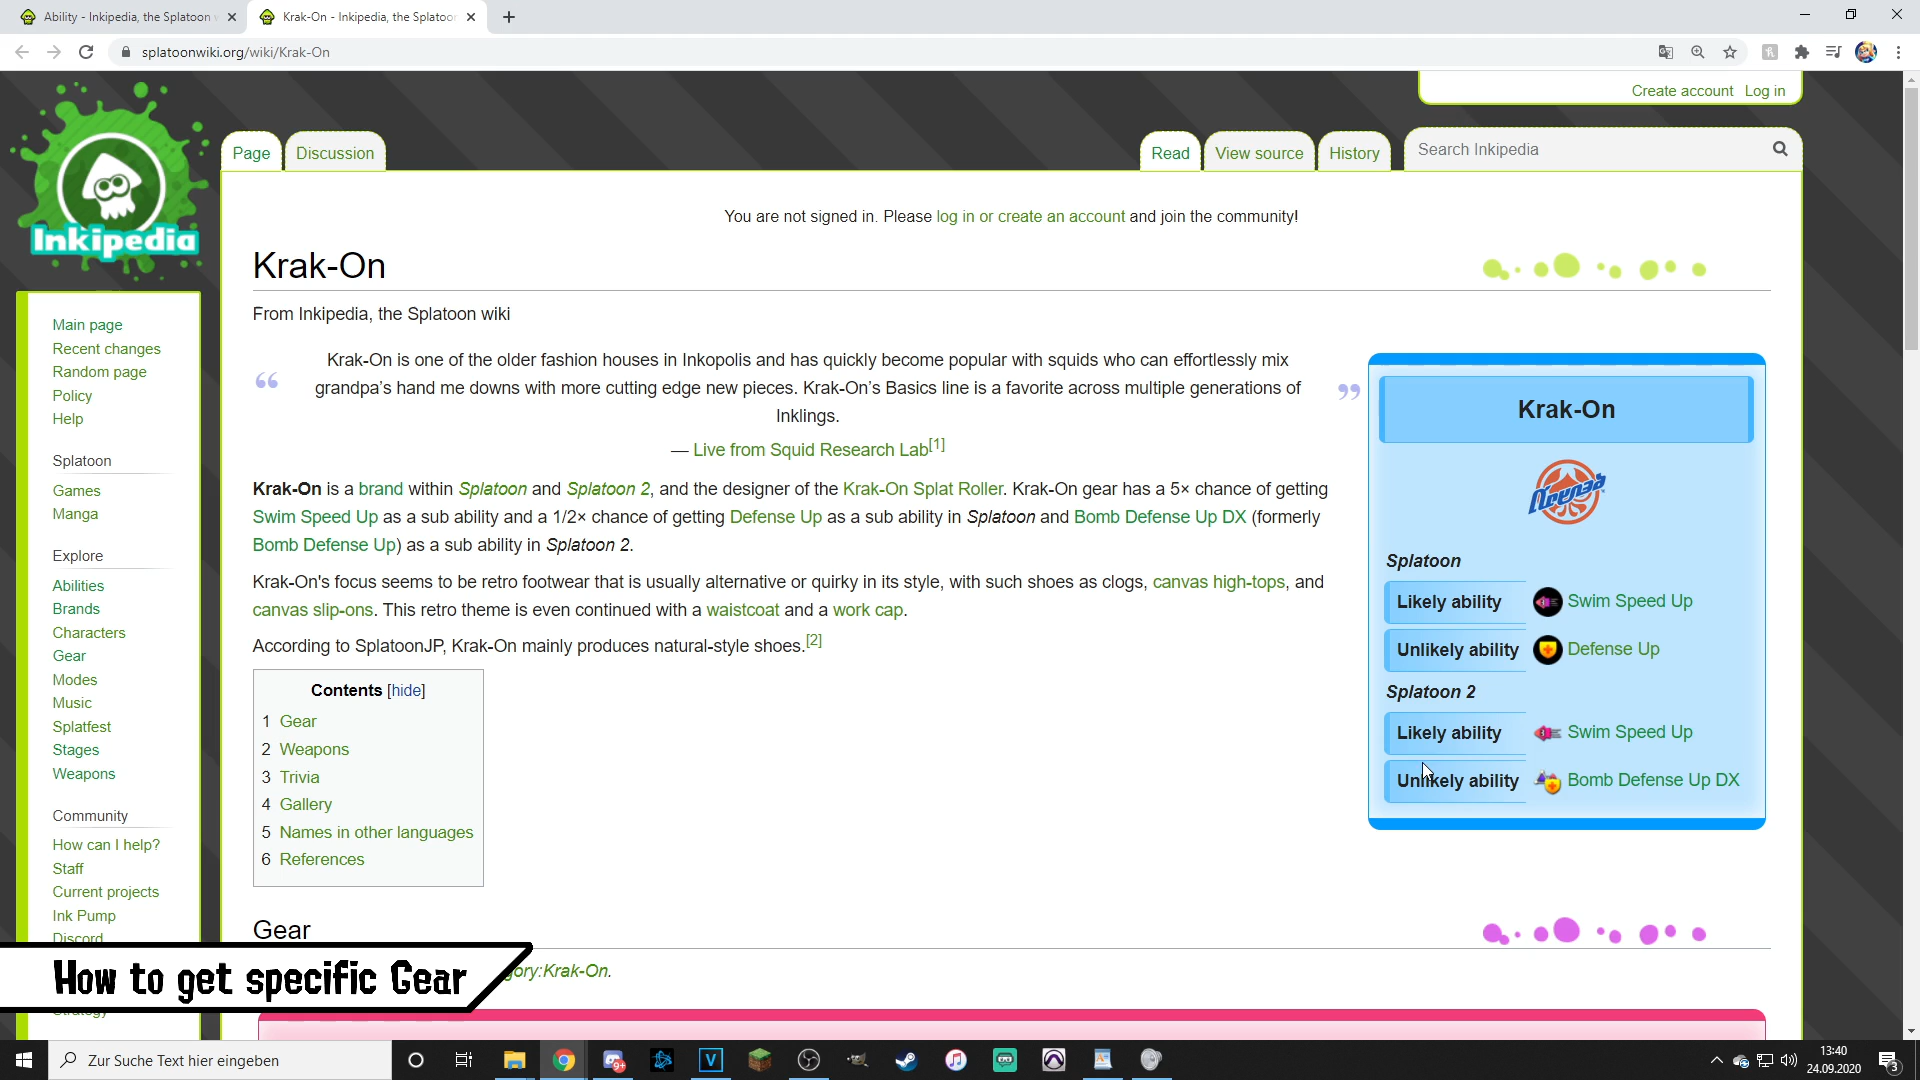 Ability - Inkipedia, the Splatoon
Krak-On - Inkipedia, the Splatoon
splatoonwiki.org/wiki/Krak-On
Create account Log in
Page
Discussion
Read
View source
History
Search Inkipedia
Inkipedia
You are not signed in. Please log in or create an account and join the community!
Krak-On
From Inkipedia, the Splatoon wiki
Main page
Recent changes
Random page
Policy
Help
Splatoon
Games
Manga
Explore
Abilities
Brands
Characters
Gear
Modes
Music
Splatfest
Stages
Weapons
Community
How can I help?
Staff
Current projects
Ink Pump
Discord
“ Krak-On is one of the older fashion houses in Inkopolis and has quickly become popular with squids who can effortlessly mix
grandpa’s hand me downs with more cutting edge new pieces. Krak-On’s Basics line is a favorite across multiple generations of ”
Inklings.
— Live from Squid Research Lab[1]
Krak-On is a brand within Splatoon and Splatoon 2, and the designer of the Krak-On Splat Roller. Krak-On gear has a 5× chance of getting
Swim Speed Up as a sub ability and a 1/2× chance of getting Defense Up as a sub ability in Splatoon and Bomb Defense Up DX (formerly
Bomb Defense Up) as a sub ability in Splatoon 2.
Krak-On's focus seems to be retro footwear that is usually alternative or quirky in its style, with such shoes as clogs, canvas high-tops, and
canvas slip-ons. This retro theme is even continued with a waistcoat and a work cap.
According to SplatoonJP, Krak-On mainly produces natural-style shoes.[2]
Contents [hide]
1 Gear
2 Weapons
3 Trivia
4 Gallery
5 Names in other languages
6 References
Krak-On
Splatoon
Likely ability Swim Speed Up
Unlikely ability Defense Up
Splatoon 2
Likely ability Swim Speed Up
Unlikely ability Bomb Defense Up DX
Gear
gory:Krak-On.
How to get specific Gear
Zur Suche Text hier eingeben
9+
V
13:40
24.09.2020
3